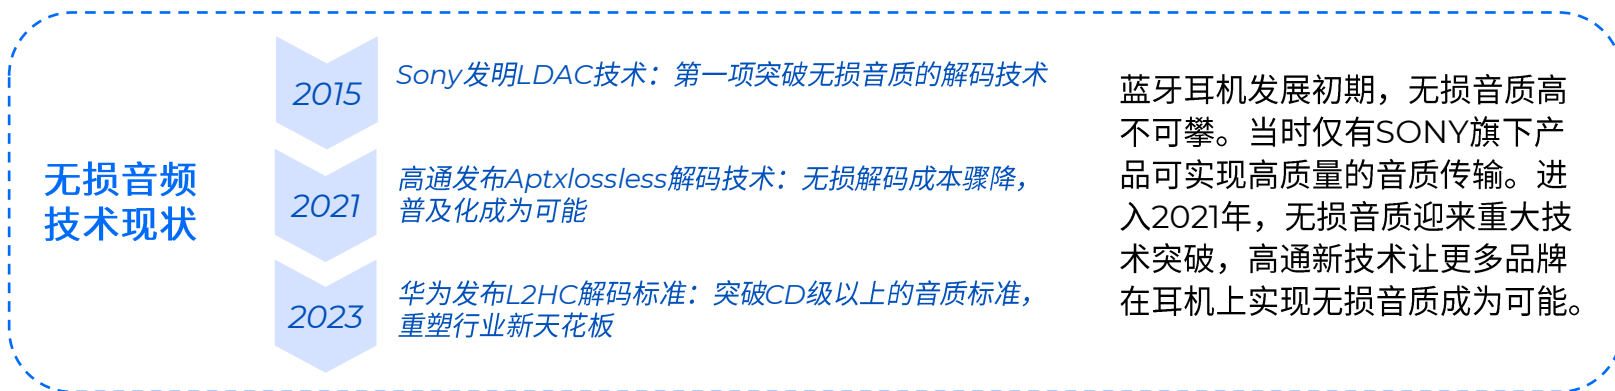 无损音频
技术现状
2015
Sony发明LDAC技术：第一项突破无损音质的解码技术
2021
高通发布Aptxlossless解码技术：无损解码成本骤降，
普及化成为可能
2023
华为发布L2HC解码标准：突破CD级以上的音质标准，
重塑行业新天花板
蓝牙耳机发展初期，无损音质高
不可攀。当时仅有SONY旗下产
品可实现高质量的音质传输。进
入2021年，无损音质迎来重大技
术突破，高通新技术让更多品牌
在耳机上实现无损音质成为可能。